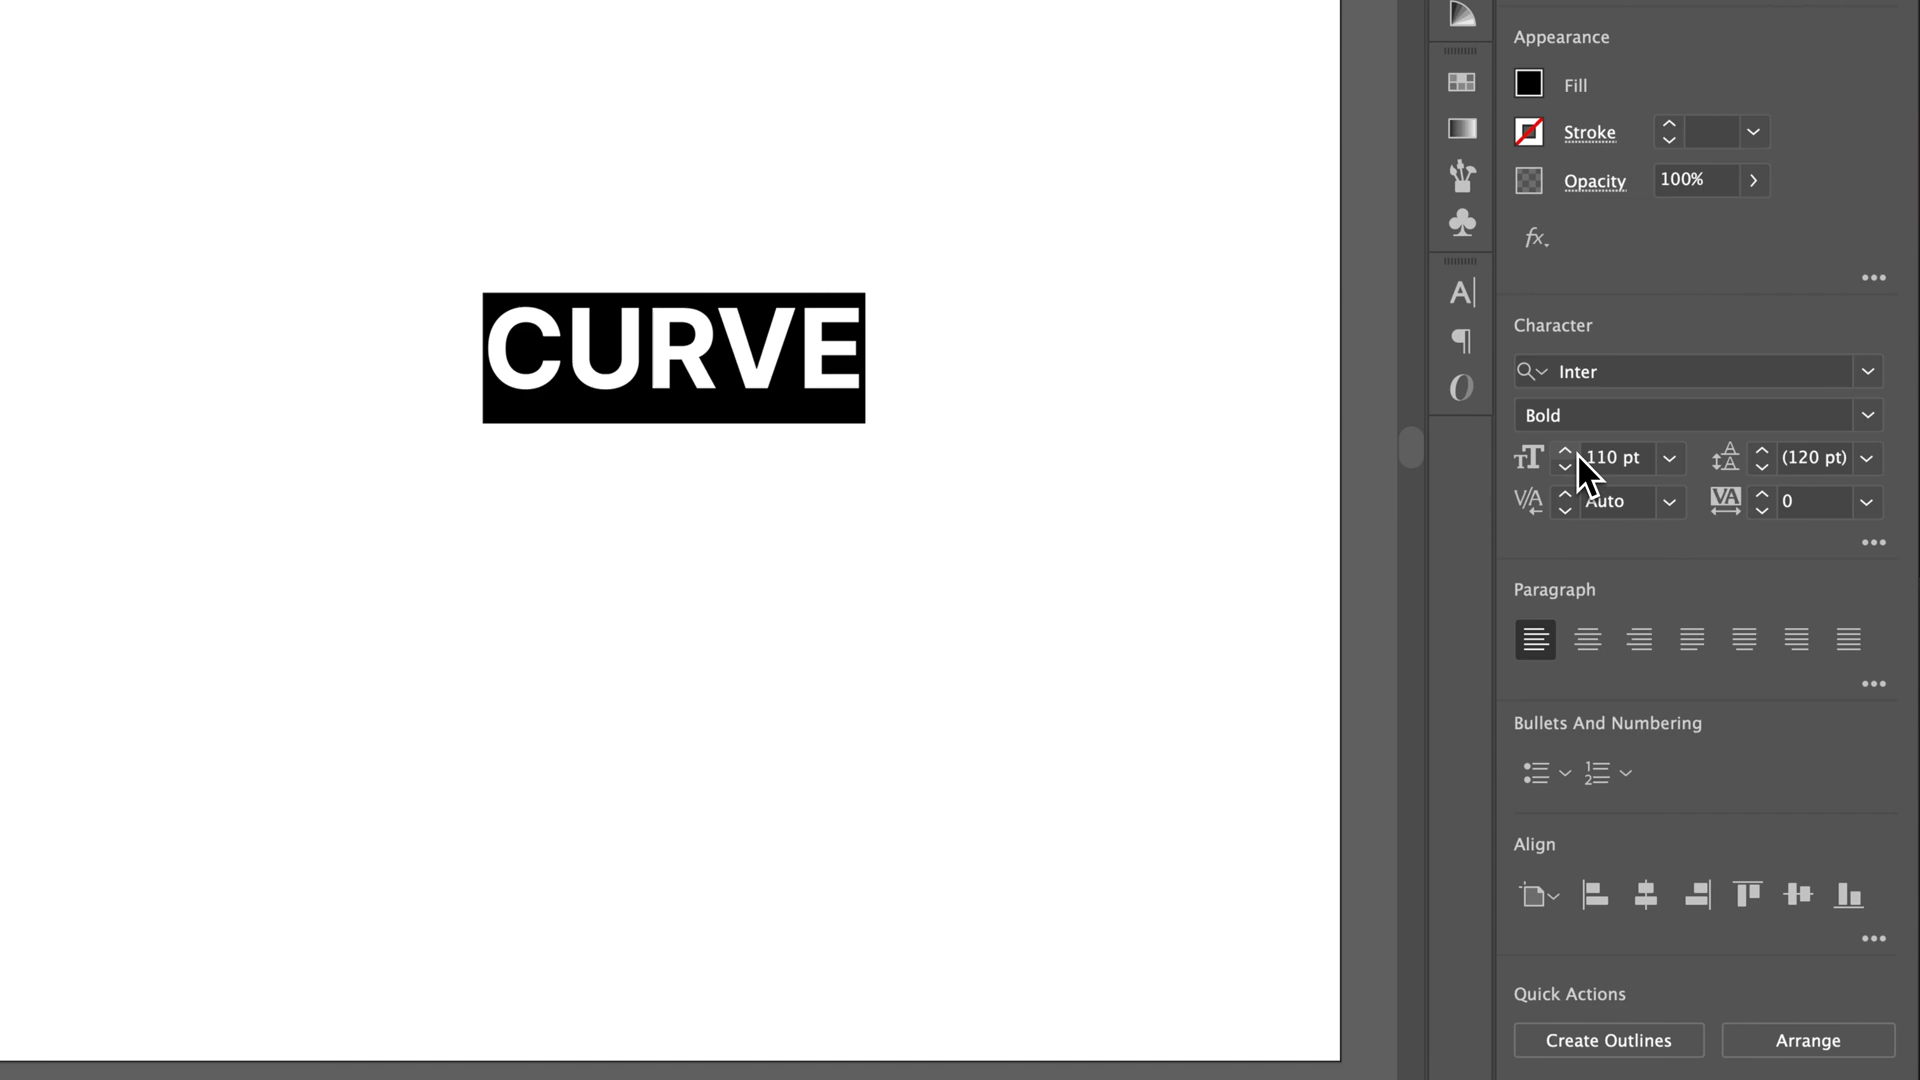 CURVE
Appearance
Fill
Stroke
Opacity 100%
fx
Character
Inter
Bold
110 pt (120 pt)
Auto 0
Paragraph
Bullets And Numbering
Align
Quick Actions
Create Outlines Arrange